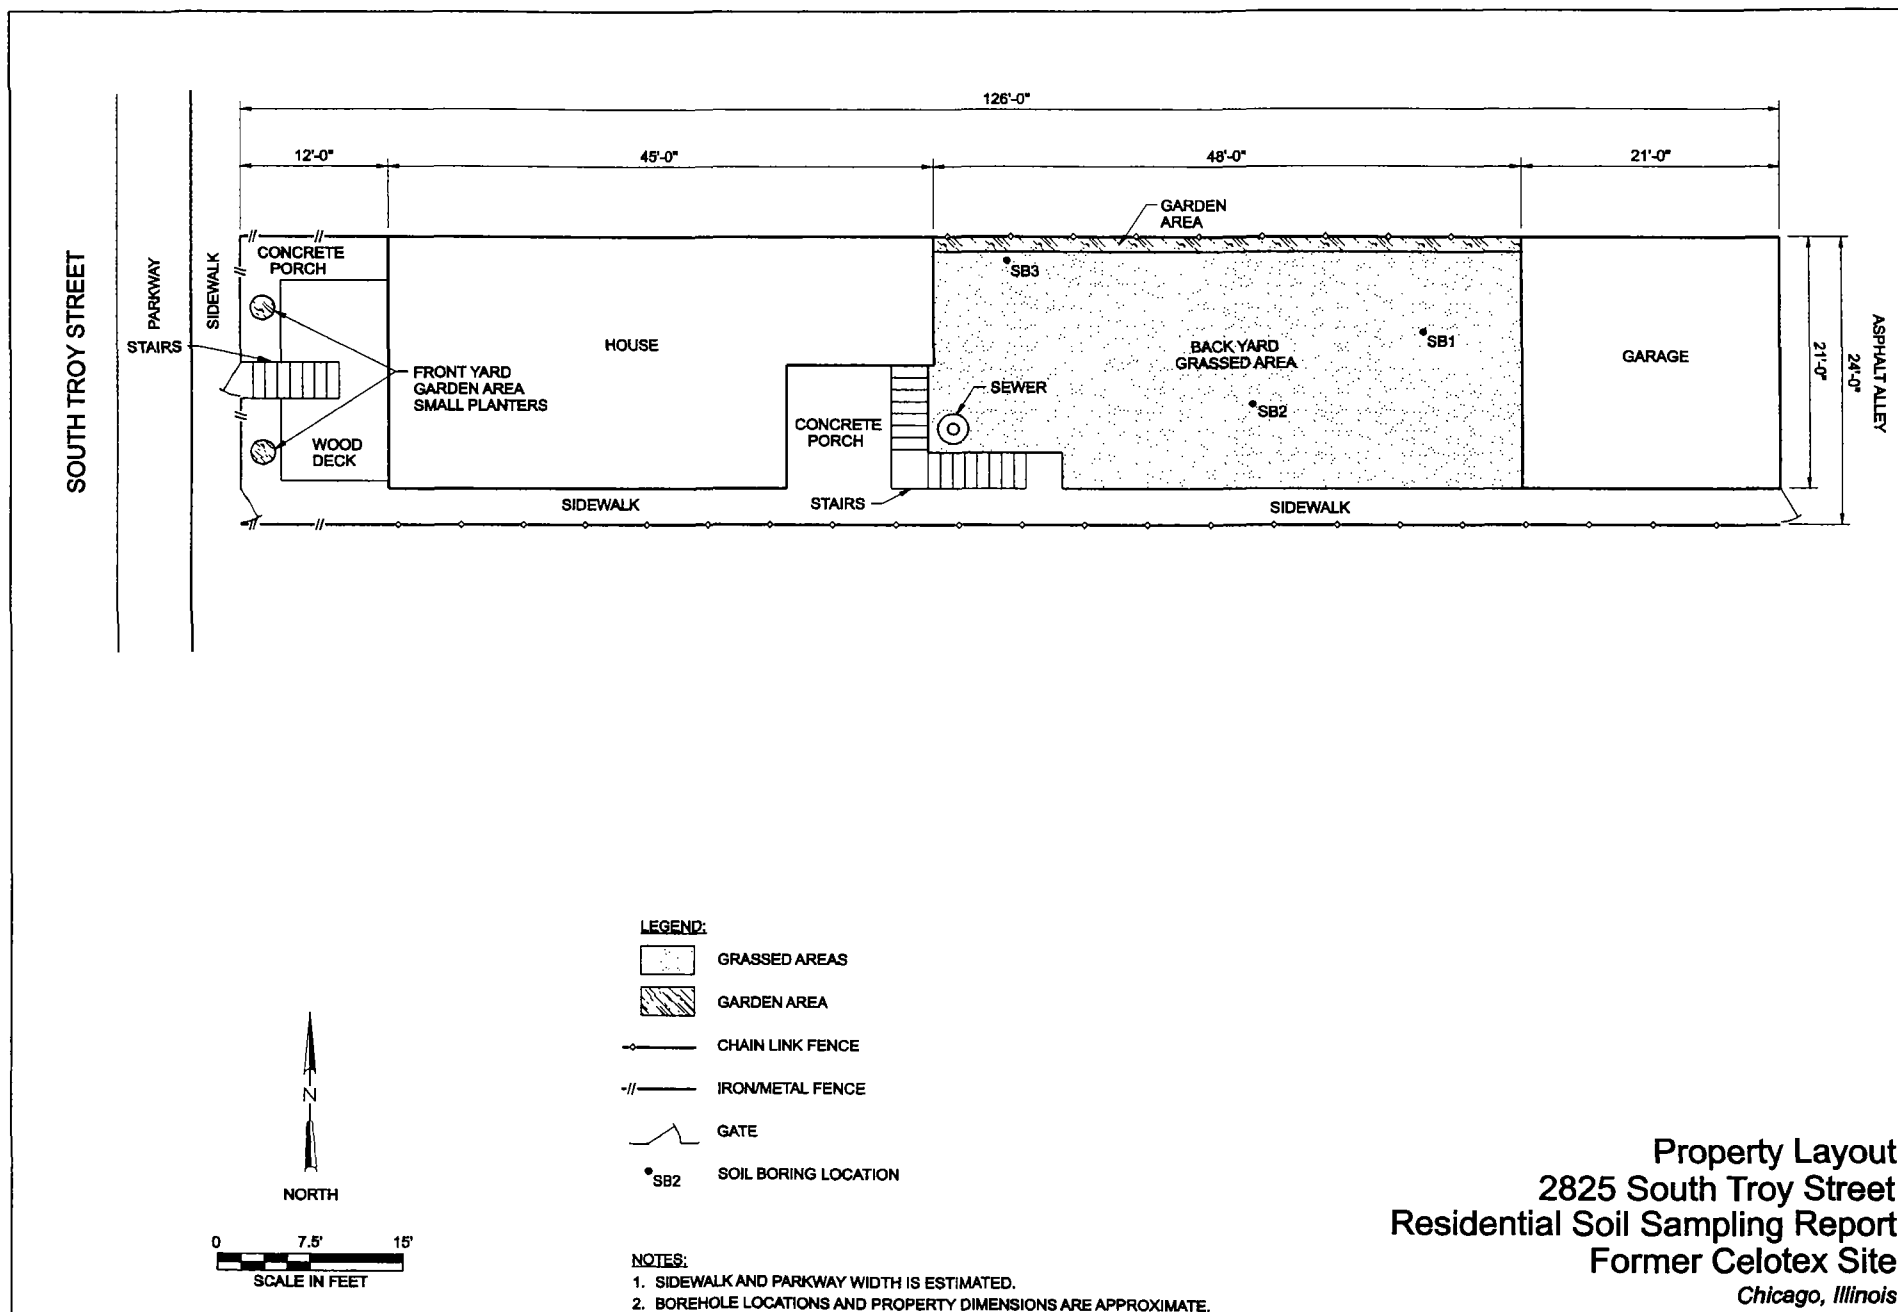 126'-0"
12'-0"
45'-0"
48'-0"
21'-0"
GARDEN
AREA
CONCRETE
PORCH
SB3
SOUTH TROY STREET
PARKWAY
SIDEWALK
STAIRS
HOUSE
FRONT YARD
GARDEN AREA
SMALL PLANTERS
WOOD
DECK
CONCRETE
PORCH
SEWER
BACK YARD
GRASSED AREA
SB1
SB2
GARAGE
21'-0"
24'-0"
ASPHALT ALLEY
SIDEWALK
STAIRS
SIDEWALK
LEGEND:
GRASSED AREAS
GARDEN AREA
CHAIN LINK FENCE
IRON/METAL FENCE
GATE
SB2
SOIL BORING LOCATION
N
NORTH
0 7.5' 15'
SCALE IN FEET
NOTES:
1. SIDEWALK AND PARKWAY WIDTH IS ESTIMATED.
2. BOREHOLE LOCATIONS AND PROPERTY DIMENSIONS ARE APPROXIMATE.
Property Layout
2825 South Troy Street
Residential Soil Sampling Report
Former Celotex Site
Chicago, Illinois